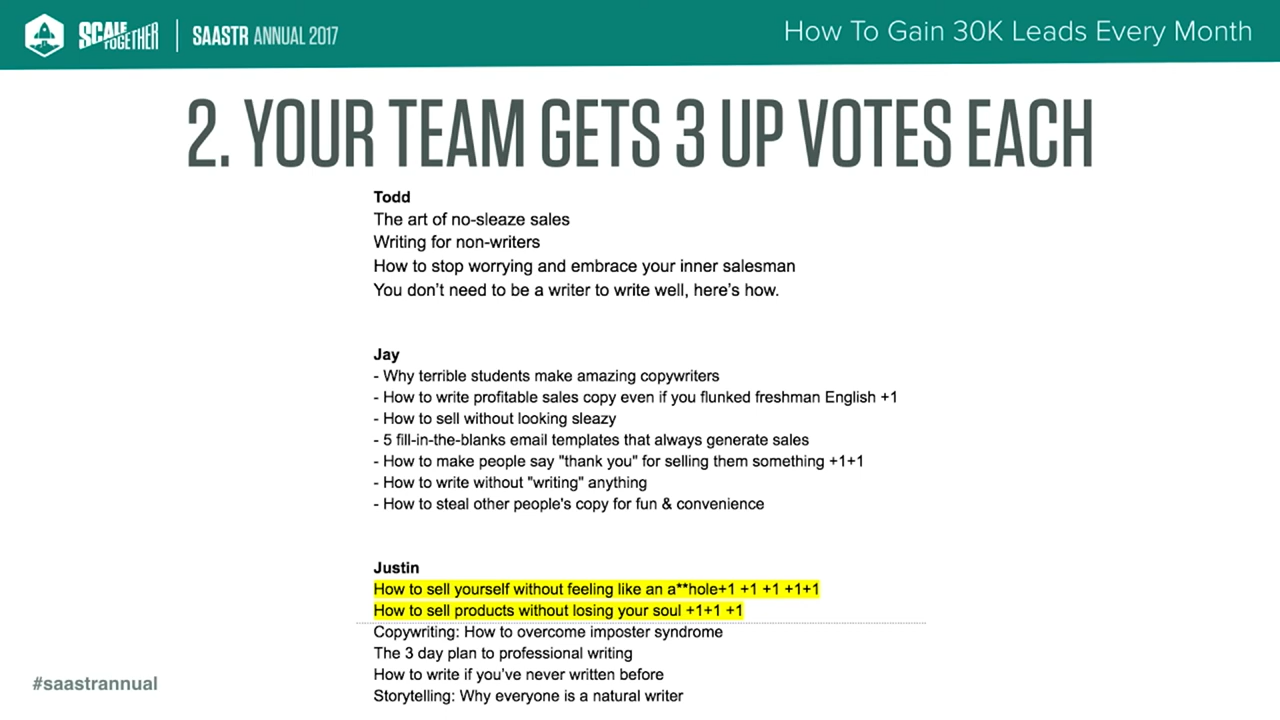 SCALE TOGETHER | SAASTR ANNUAL 2017
How To Gain 30K Leads Every Month
2. YOUR TEAM GETS 3 UP VOTES EACH
Todd
The art of no-sleaze sales
Writing for non-writers
How to stop worrying and embrace your inner salesman
You don’t need to be a writer to write well, here’s how.
Jay
- Why terrible students make amazing copywriters
- How to write profitable sales copy even if you flunked freshman English +1
- How to sell without looking sleazy
- 5 fill-in-the-blanks email templates that always generate sales
- How to make people say "thank you" for selling them something +1+1
- How to write without "writing" anything
- How to steal other people's copy for fun & convenience
Justin
How to sell yourself without feeling like an a**hole+1 +1 +1 +1+1
How to sell products without losing your soul +1+1 +1
Copywriting: How to overcome imposter syndrome
The 3 day plan to professional writing
How to write if you’ve never written before
Storytelling: Why everyone is a natural writer
#saastrannual